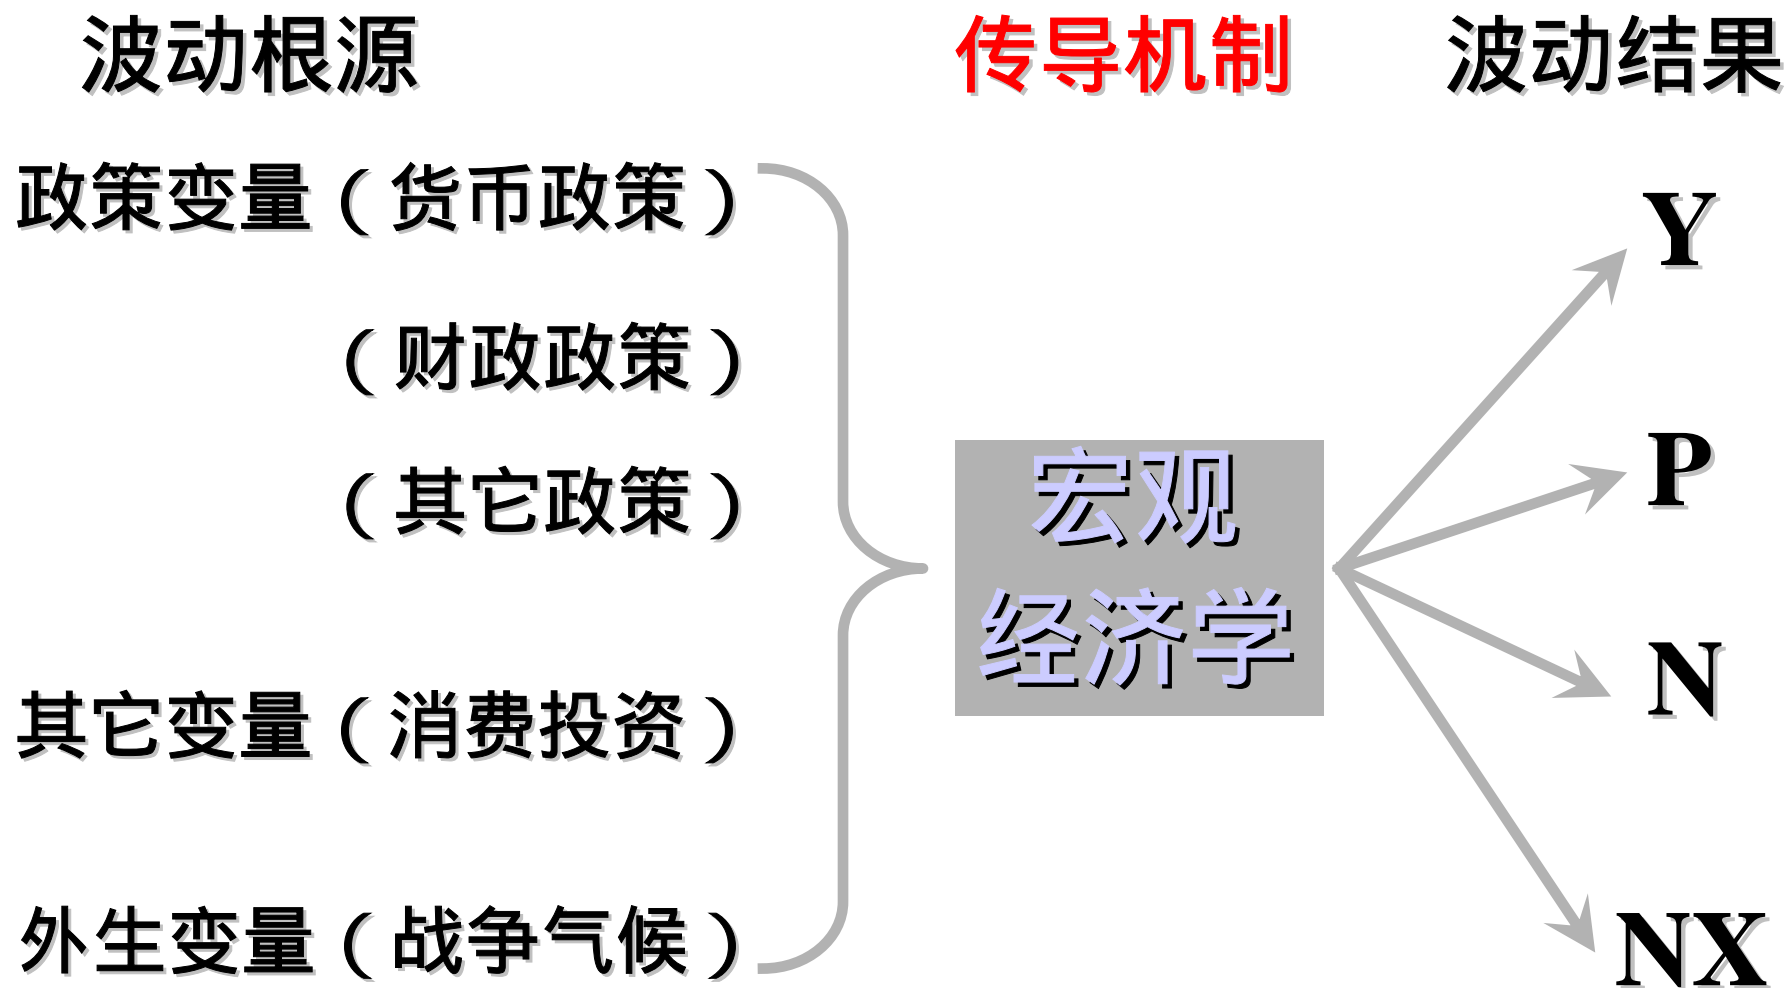 波动根源 传导机制 波动结果
政策变量（货币政策）
（财政政策）
（其它政策）
其它变量（消费投资）
外生变量（战争气候）
宏观
经济学
Y
P
N
NX